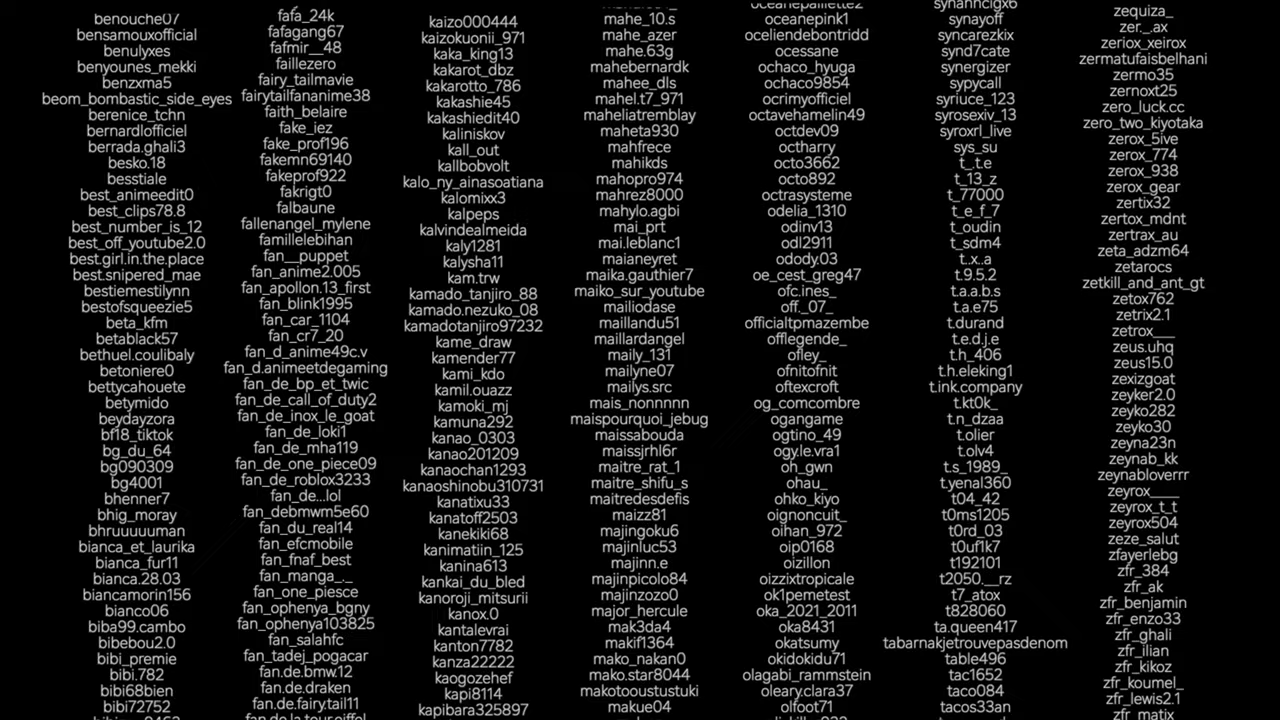 benouche07
bensamouxofficial
benulyxes
benyounes_mekki
benzxma5
beom_bombastic_side_eyes
berenice_tchn
bernardlofficiel
berrada.ghali3
besko.18
besstiale
best_animeedit0
best_clips78.8
best_number_is_12
best_off_youtube2.0
best.girl.in.the.place
best.snipered_mae
bestiemestilynn
bestofsqueezie5
beta_kfm
betablack57
bethuel.coulibaly
betoniere0
bettycahouete
betymido
beydayzora
bf18_tiktok
bg_du_64
bg090309
bg4001
bhenner7
bhig_moray
bhruuuuuman
bianca_et_laurika
bianca_fur11
bianca.28.03
biancamorin156
bianco06
biba99.cambo
bibebou2.0
bibi_premie
bibi.782
bibi68bien
bibi72752
fafa_24k
fafagang67
fafmir__48
faillezero
fairy_tailmavie
fairytailfananime38
faith_belaire
fake_iez
fake_prof196
fakemn69140
fakeprof922
fakrigt0
falbaune
fallenangel_mylene
famillelebihan
fan__puppet
fan_anime2.005
fan_apollon.13_first
fan_blink1995
fan_car_1104
fan_cr7_20
fan_d_anime49c.v
fan_d.animeetdegaming
fan_de_bp_et_twic
fan_de_call_of_duty2
fan_de_inox_le_goat
fan_de_loki1
fan_de_mha119
fan_de_one_piece09
fan_de_roblox3233
fan_de...lol
fan_debmwm5e60
fan_du_real14
fan_efcmobile
fan_fnaf_best
fan_manga_._
fan_one_piesce
fan_ophenya_bgny
fan_ophenya103825
fan_salahfc
fan_tadej_pogacar
fan.de.bmw.12
fan.de.draken
fan.de.fairy.tail11
fan.de.la.tour.eiffel
kaizo000444
kaizokuonii_971
kaka_king13
kakarot_dbz
kakarotto_786
kakashie45
kakashiedit40
kaliniskov
kall_out
kallbobvolt
kalo_ny_ainasoatiana
kalomixx3
kalpeps
kalvindealmeida
kaly1281
kalysha11
kam.trw
kamado_tanjiro_88
kamado.nezuko_08
kamadotanjiro97232
kame_draw
kamender77
kami_kdo
kamil.ouazz
kamoki_mj
kamuna292
kanao_0303
kanao201209
kanaochan1293
kanaoshinobu310731
kanatixu33
kanatoff2503
kanekiki68
kanimatiin_125
kanina613
kankai_du_bled
kanoroji_mitsurii
kanox.0
kantalevrai
kanton7782
kanza22222
kaogozehef
kapi8114
kapibara325897
mahe_10.s
mahe_azer
mahe.63g
mahebernardk
mahee_dls
mahel.t7_971
maheliatremblay
maheta930
mahfrece
mahikds
mahopro974
mahrez8000
mahylo.agbi
mai_prt
mai.leblanc1
maianeyret
maika.gauthier7
maiko_sur_youtube
mailiodase
maillandu51
maillardangel
maily_131
mailyne07
mailys.src
mais_nonnnnn
maispourquoi_jebug
maissabouda
maissjrhl6r
maitre_rat_1
maitre_shifu_s
maitredesdefis
maizz81
majingoku6
majinluc53
majinn.e
majinpicolo84
majinzozo0
major_hercule
mak3da4
makif1364
mako_nakan0
mako.star8044
makotooustustuki
makue04
oceanepaillette2
oceanepink1
oceliendebontridd
ocessane
ochaco_hyuga
ochaco9854
ocrimyofficiel
octavehamelin49
octdev09
octharry
octo3662
octo892
octrasysteme
odelia_1310
odinv13
odl2911
odody.03
oe_cest_greg47
ofc.ines_
off._07_
officialtpmazembe
offlegende_
ofley_
ofnitofnit
oftexcroft
og_comcombre
ogangame
ogtino_49
ogy.le.vra1
oh_gwn
ohau_
ohko_kiyo
oignoncuit_
oihan_972
oip0168
oizillon
oizzixtropicale
ok1pemetest
oka_2021_2011
oka8431
okatsumy
okidokidu71
olagabi_rammstein
oleary.clara37
olfoot71
synayoff
syncarezkix
synd7cate
synergizer
sypycall
syriuce_123
syrosexiv_13
syroxrl_live
sys_su
t_.t.e
t_13_z
t_77000
t_e_f_7
t_oudin
t_sdm4
t.x.a
t.9.5.2
t.a.a.b.s
t.a.e75
t.durand
t.e.d.j.e
t.h_406
t.h.eleking1
t.ink.company
t.kt0k_
t.n_dzaa
t.olier
t.olv4
t.s_1989_
t.yenal360
t04_42
t0ms1205
t0rd_03
t0uf1k7
t192101
t2050.__rz
t7_atox
t828060
ta.queen417
tabarnakjetrouvepasdenom
table496
tac1652
taco084
tacos33an
zequiza_
zer._.ax
zeriox_xeirox
zermatufaisbelhani
zermo35
zernoxt25
zero_luck.cc
zero_two_kiyotaka
zerox_5ive
zerox_774
zerox_938
zerox_gear
zertix32
zertox_mdnt
zertrax_au
zeta_adzm64
zetarocs
zetkill_and_ant_gt
zetox762
zetrix2.1
zetrox___
zeus.uhq
zeus15.0
zexizgoat
zeyker2.0
zeyko282
zeyko30
zeyna23n
zeynab_kk
zeynabloverrr
zeyrox____
zeyrox_t_t
zeyrox504
zeze_salut
zfayerlebg
zfr_384
zfr_ak
zfr_benjamin
zfr_enzo33
zfr_ghali
zfr_ilian
zfr_kikoz
zfr_koumel_
zfr_lewis2.1
zfr_matix